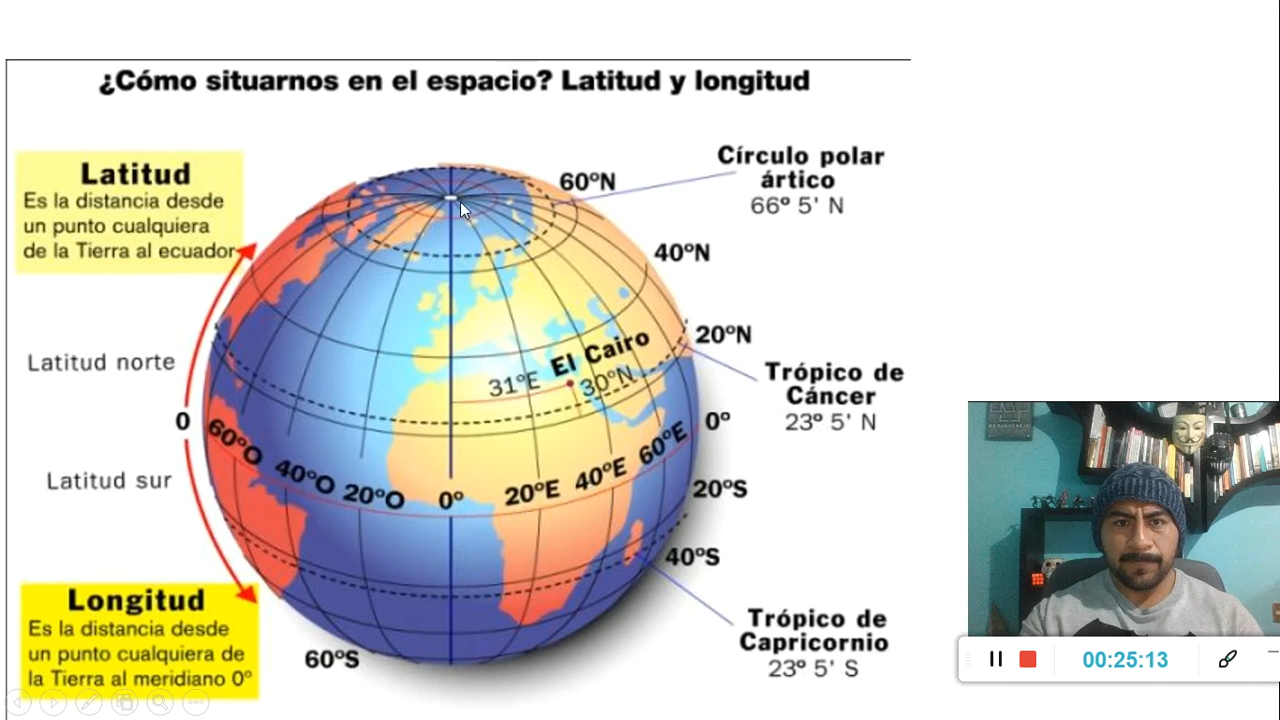 ¿Cómo situarnos en el espacio? Latitud y longitud
Latitud
Es la distancia desde
un punto cualquiera
de la Tierra al ecuador
Círculo polar
ártico
66º 5' N
60ºN
40ºN
20ºN
El Cairo
31ºE
30ºN
Latitud norte
Trópico de
Cáncer
23º 5' N
0
0º
60ºO 40ºO 20ºO 0º 20ºE 40ºE 60ºE
Latitud sur
20ºS
40ºS
Longitud
Es la distancia desde
un punto cualquiera de
la Tierra al meridiano 0º
Trópico de
Capricornio
23º 5' S
60ºS
00:25:13